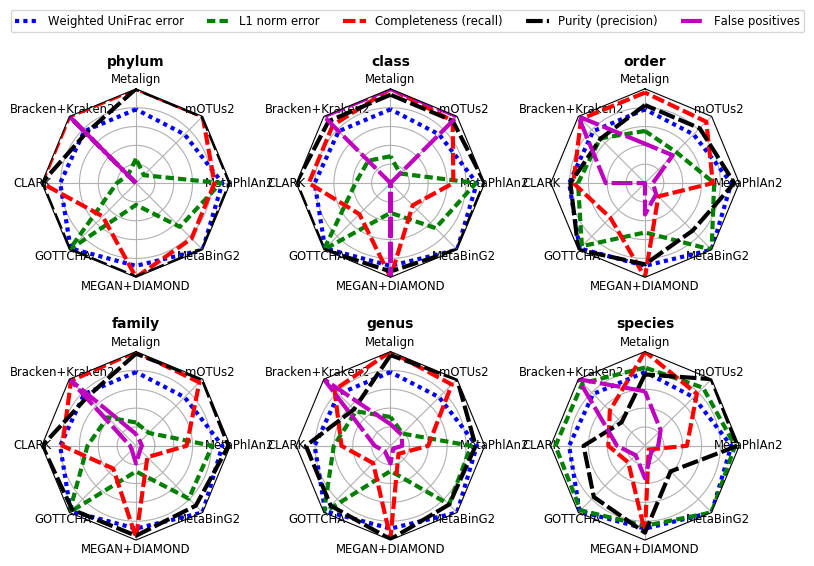 Weighted UniFrac error L1 norm error Completeness (recall) Purity (precision) False positives
phylum class order
Metalign Metalign Metalign
Bracken+Kraken2 mOTUs2 Bracken+Kraken2 mOTUs2 Bracken+Kraken2 mOTUs2
CLARK MetaPhlAn2 CLARK MetaPhlAn2 CLARK MetaPhlAn2
GOTTCHA MetaBinG2 GOTTCHA MetaBinG2 GOTTCHA MetaBinG2
MEGAN+DIAMOND MEGAN+DIAMOND MEGAN+DIAMOND
family genus species
Metalign Metalign Metalign
Bracken+Kraken2 mOTUs2 Bracken+Kraken2 mOTUs2 Bracken+Kraken2 mOTUs2
CLARK MetaPhlAn2 CLARK MetaPhlAn2 CLARK MetaPhlAn2
GOTTCHA MetaBinG2 GOTTCHA MetaBinG2 GOTTCHA MetaBinG2
MEGAN+DIAMOND MEGAN+DIAMOND MEGAN+DIAMOND